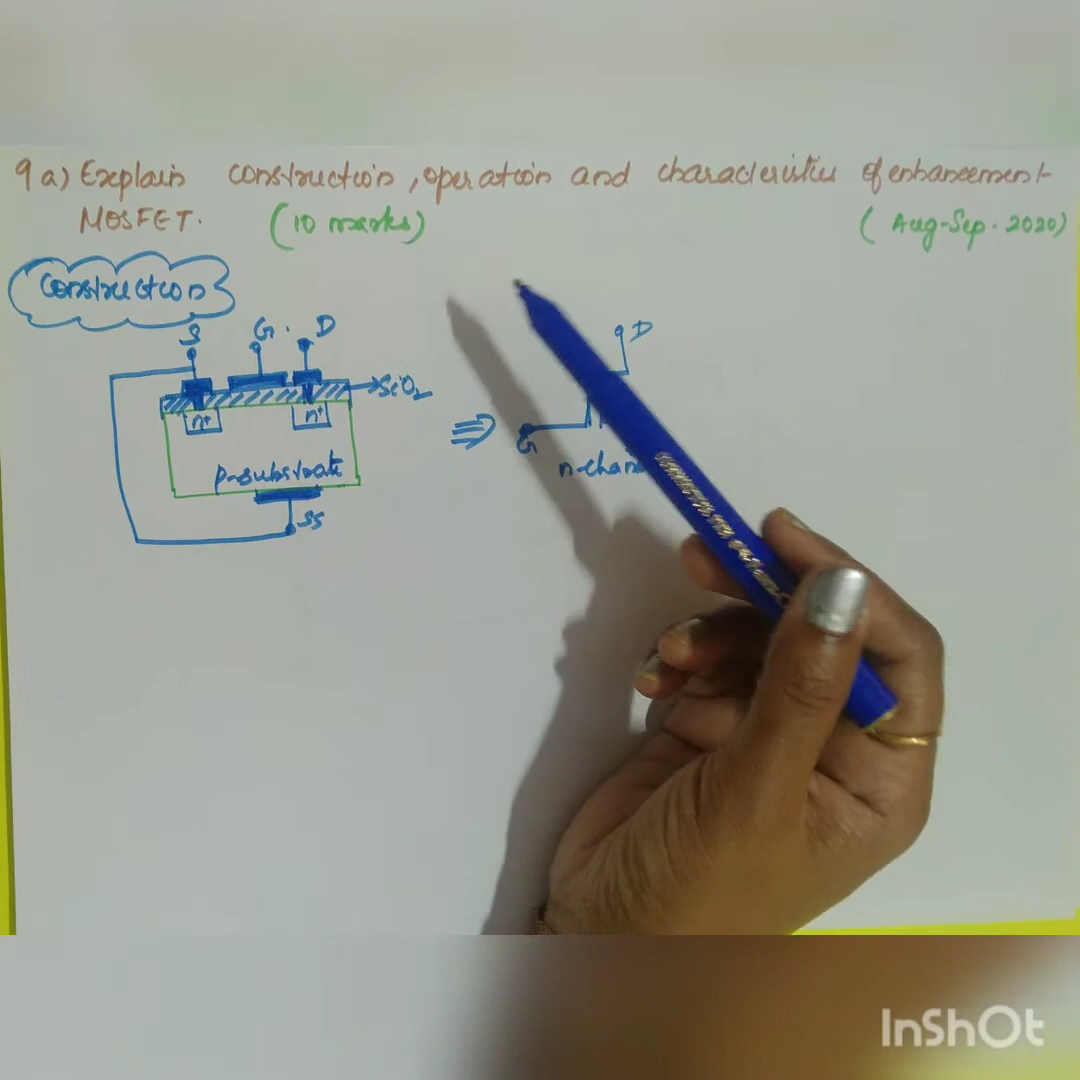 9 a) Explain construction, operation and characteristics of enhancement
MOSFET. (10 marks) (Aug-Sep. 2020)
Construction
S G. D
SiO₂
n+ n+
p-substrate
SS
⇒
D
G
InShOt